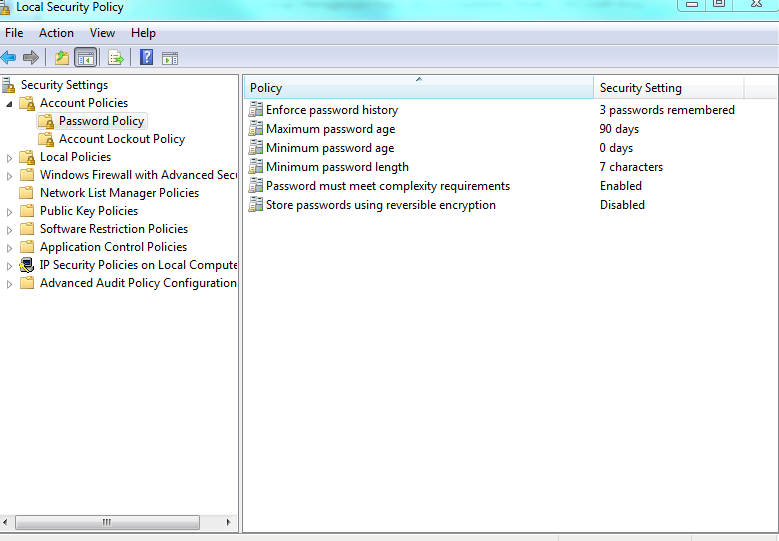 Local Security Policy
File Action View Help
Security Settings
Account Policies
Password Policy
Account Lockout Policy
Local Policies
Windows Firewall with Advanced Secu
Network List Manager Policies
Public Key Policies
Software Restriction Policies
Application Control Policies
IP Security Policies on Local Compute
Advanced Audit Policy Configuration
Policy Security Setting
Enforce password history 3 passwords remembered
Maximum password age 90 days
Minimum password age 0 days
Minimum password length 7 characters
Password must meet complexity requirements Enabled
Store passwords using reversible encryption Disabled